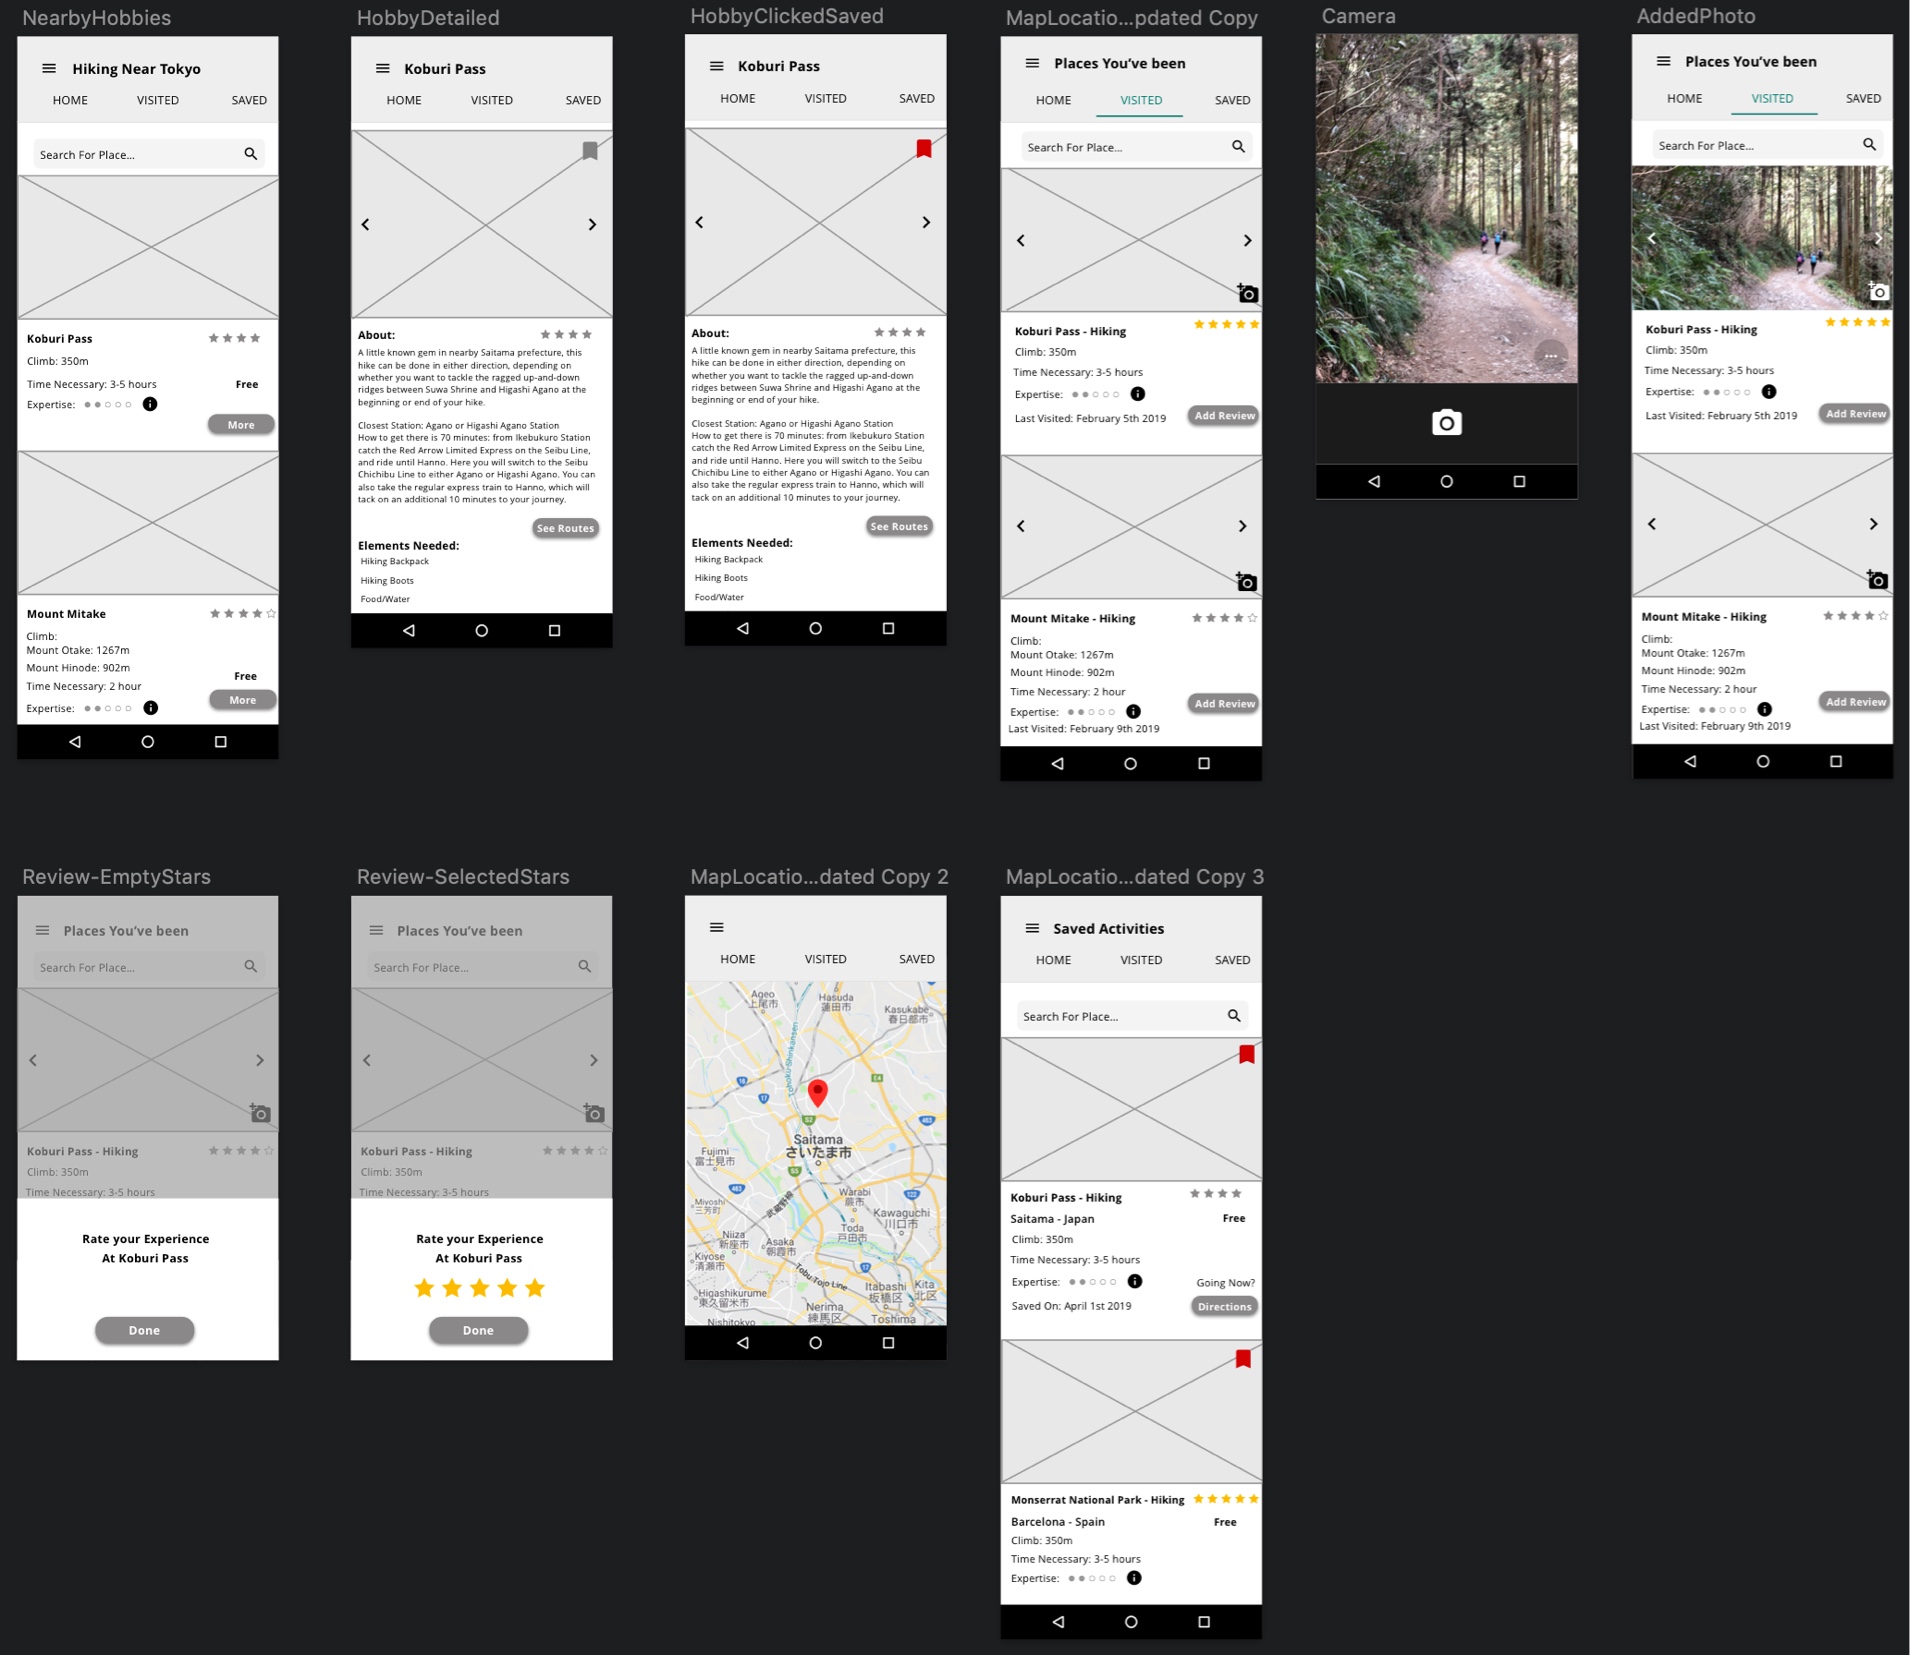 NearbyHobbies
Hiking Near Tokyo
HOME VISITED SAVED
Search For Place...
Koburi Pass
Climb: 350m
Time Necessary: 3-5 hours Free
Expertise:
More
Mount Mitake
Climb:
Mount Otake: 1267m
Mount Hinode: 902m
Free
Time Necessary: 2 hour
More
Expertise:
HobbyDetailed
Koburi Pass
HOME VISITED SAVED
About:
A little known gem in nearby Saitama prefecture, this
hike can be done in either direction, depending on
whether you want to tackle the ragged up-and-down
ridges between Suwa Shrine and Higashi Agano at the
beginning or end of your hike.
Closest Station: Agano or Higashi Agano Station
How to get there is 70 minutes: from Ikebukuro Station
catch the Red Arrow Limited Express on the Seibu Line,
and ride until Hanno. Here you will switch to the Seibu
Chichibu Line to either Agano or Higashi Agano. You can
also take the regular express train to Hanno, which will
tack on an additional 10 minutes to your journey.
See Routes
Elements Needed:
Hiking Backpack
Hiking Boots
Food/Water
HobbyClickedSaved
Koburi Pass
HOME VISITED SAVED
About:
A little known gem in nearby Saitama prefecture, this
hike can be done in either direction, depending on
whether you want to tackle the ragged up-and-down
ridges between Suwa Shrine and Higashi Agano at the
beginning or end of your hike.
Closest Station: Agano or Higashi Agano Station
How to get there is 70 minutes: from Ikebukuro Station
catch the Red Arrow Limited Express on the Seibu Line,
and ride until Hanno. Here you will switch to the Seibu
Chichibu Line to either Agano or Higashi Agano. You can
also take the regular express train to Hanno, which will
tack on an additional 10 minutes to your journey.
See Routes
Elements Needed:
Hiking Backpack
Hiking Boots
Food/Water
MapLocatio...pdated Copy
Places You've been
HOME VISITED SAVED
Search For Place...
Koburi Pass - Hiking
Climb: 350m
Time Necessary: 3-5 hours
Expertise:
Last Visited: February 5th 2019 Add Review
Mount Mitake - Hiking
Climb:
Mount Otake: 1267m
Mount Hinode: 902m
Time Necessary: 2 hour
Add Review
Expertise:
Last Visited: February 9th 2019
Camera
AddedPhoto
Places You've been
HOME VISITED SAVED
Search For Place...
Koburi Pass - Hiking
Climb: 350m
Time Necessary: 3-5 hours
Expertise:
Last Visited: February 5th 2019 Add Review
Mount Mitake - Hiking
Climb:
Mount Otake: 1267m
Mount Hinode: 902m
Time Necessary: 2 hour
Add Review
Expertise:
Last Visited: February 9th 2019
Review-EmptyStars
Places You've been
Search For Place...
Koburi Pass - Hiking
Climb: 350m
Time Necessary: 3-5 hours
Rate your Experience
At Koburi Pass
Done
Review-SelectedStars
Places You've been
Search For Place...
Koburi Pass - Hiking
Climb: 350m
Time Necessary: 3-5 hours
Rate your Experience
At Koburi Pass
Done
MapLocatio...dated Copy 2
HOME VISITED SAVED
Ageo
上尾市
Hasuda
蓮田市
Kasukabe
春日部市
Tohoku-Shinkansen
16
E4
17
S2
463
Saitama
さいたま市
Fujimi
富士見市
S5
463
Miyoshi
三芳町
武蔵野線
Warabi
蕨市
122
Kawaguchi
川口市
Niiza
新座市
Asaka
朝霞市
Toda
戸田市
Kiyose
清瀬市
Tobu Tojo Line
17
Itabashi
板橋区
Kita
北区
Higashikurume
東久留米市
Nerima
練馬区
Toshima
Nishitokyo
MapLocatio...dated Copy 3
Saved Activities
HOME VISITED SAVED
Search For Place...
Koburi Pass - Hiking
Saitama - Japan Free
Climb: 350m
Time Necessary: 3-5 hours
Expertise: Going Now?
Saved On: April 1st 2019 Directions
Monserrat National Park - Hiking
Barcelona - Spain Free
Climb: 350m
Time Necessary: 3-5 hours
Expertise: